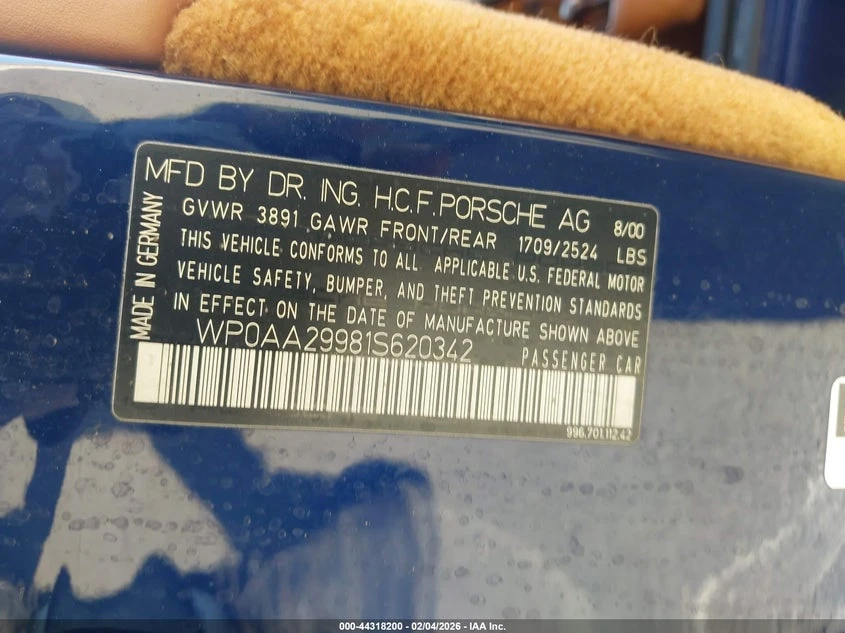 MFD BY DR. ING. H.C.F. PORSCHE AG 8/00
GVWR 3891 GAWR FRONT/REAR 1709/2524 LBS
THIS VEHICLE CONFORMS TO ALL APPLICABLE U.S. FEDERAL MOTOR
VEHICLE SAFETY, BUMPER, AND THEFT PREVENTION STANDARDS
IN EFFECT ON THE DATE OF MANUFACTURE SHOWN ABOVE
WP0AA29981S620342 PASSENGER CAR
996.701.112.42
MADE IN GERMANY
000-44318200 - 02/04/2026 - IAA Inc.